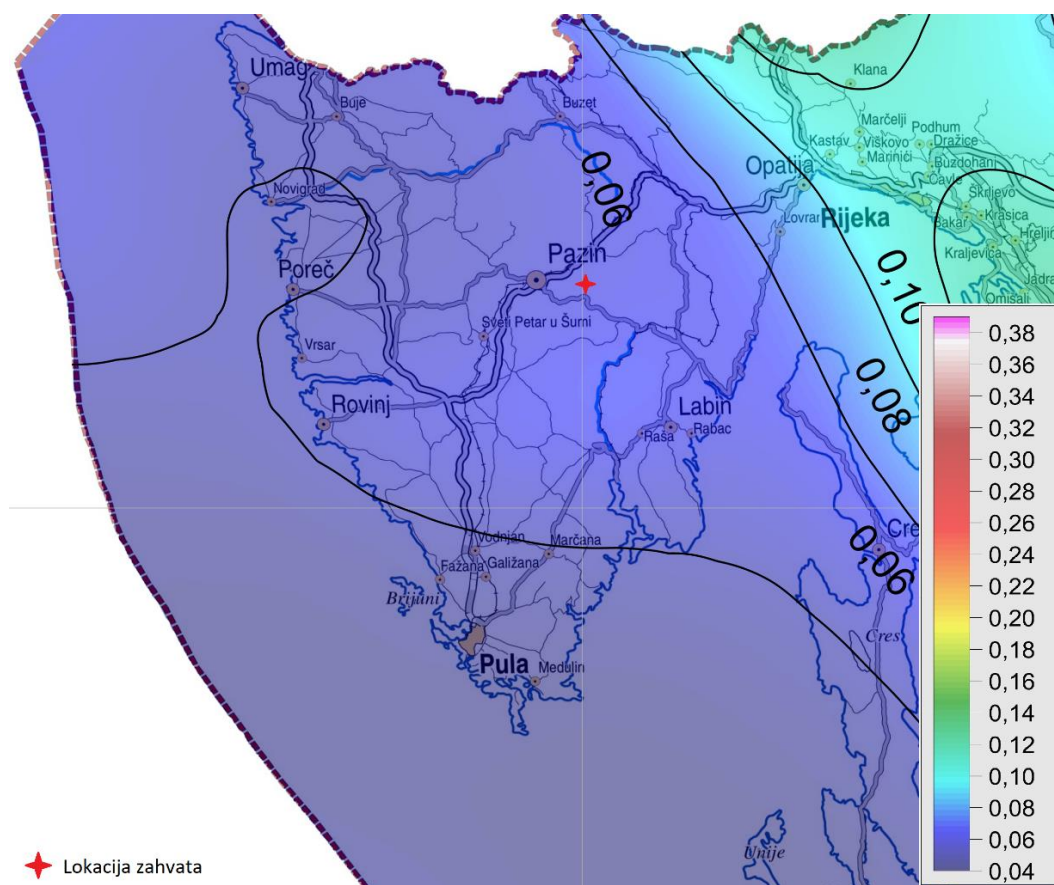 Klana
Umag
Buje
Buzet
Marčelji
Kastav
Viškovo
Podhum
Dražice
Marinići
Buzdohanj
Čavle
Opatija
0,06
Novigrad
Škrljevo
Lovran
Rijeka
Bakar
Krasica
Hreljin
Kraljevica
Pazin
Poreč
Jadra
Omišalj
0,10
Sveti Petar u Šumi
Vrsar
0,08
Rovinj
Labin
Raša
Rabac
Cre
Vodnjan
Marčana
0,06
Fažana
Galižana
Brijuni
Cres
Pula
Medulin
Unije
0,38
0,36
0,34
0,32
0,30
0,28
0,26
0,24
0,22
0,20
0,18
0,16
0,14
0,12
0,10
0,08
0,06
0,04
Lokacija zahvata